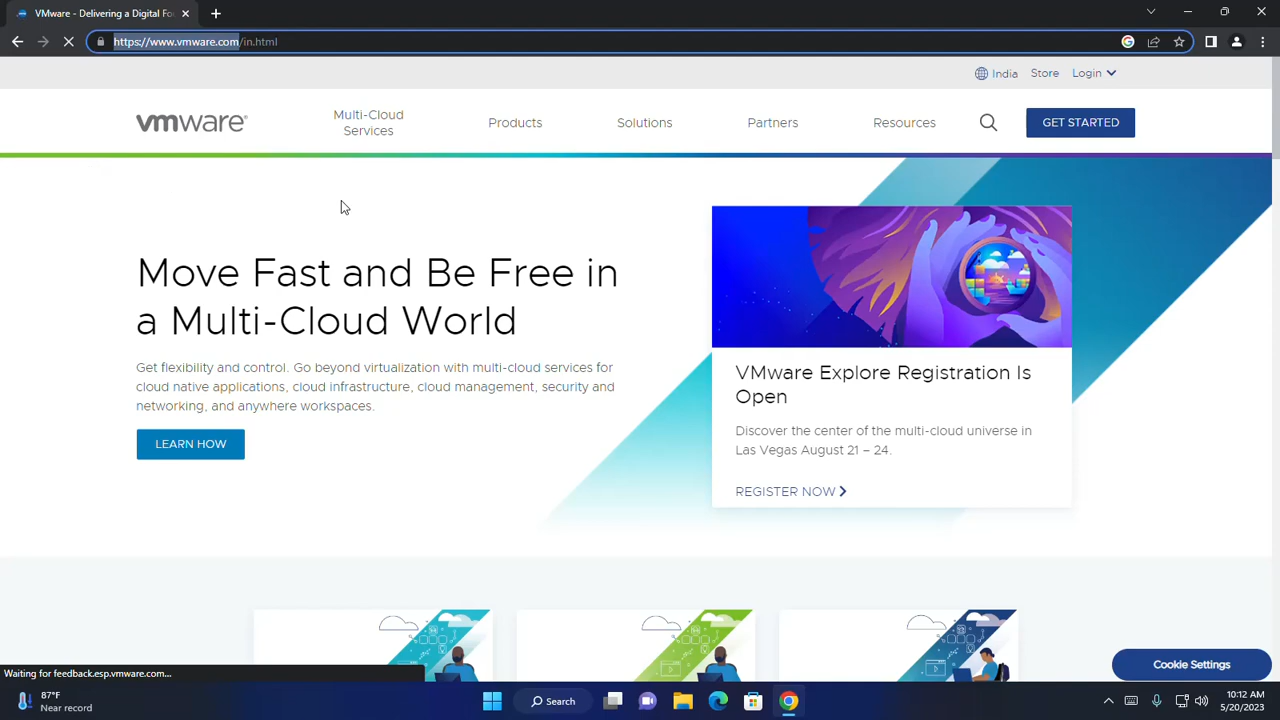 VMware - Delivering a Digital Fo
https://www.vmware.com/in.html
India Store Login
vmware®
Multi-Cloud
Services
Products
Solutions
Partners
Resources
GET STARTED
Move Fast and Be Free in
a Multi-Cloud World
Get flexibility and control. Go beyond virtualization with multi-cloud services for
cloud native applications, cloud infrastructure, cloud management, security and
networking, and anywhere workspaces.
LEARN HOW
VMware Explore Registration Is
Open
Discover the center of the multi-cloud universe in
Las Vegas August 21 – 24.
REGISTER NOW
Cookie Settings
Waiting for feedback.esp.vmware.com...
87°F
Near record
Search
10:12 AM
5/20/2023